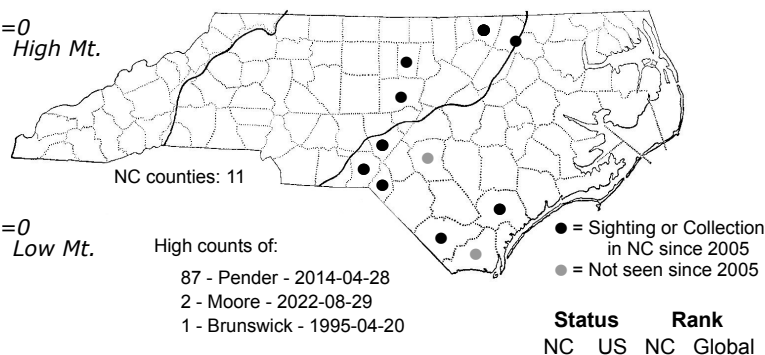 =0
High Mt.
NC counties: 11
=0
Low Mt.
High counts of:
87 - Pender - 2014-04-28
2 - Moore - 2022-08-29
1 - Brunswick - 1995-04-20
● = Sighting or Collection
in NC since 2005
● = Not seen since 2005
Status Rank
NC US NC Global